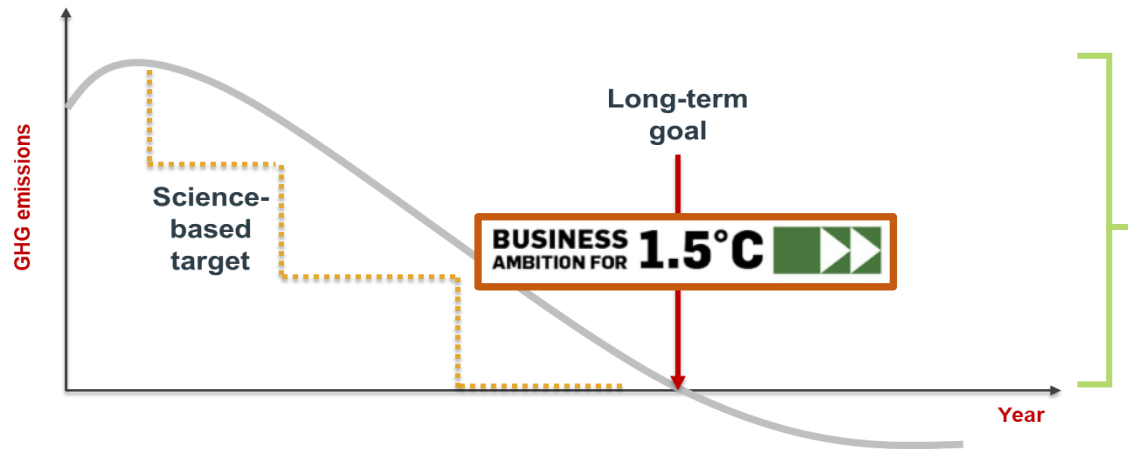 GHG emissions
Science-
based
target
Long-term
goal
BUSINESS
AMBITION FOR
1.5°C
Year